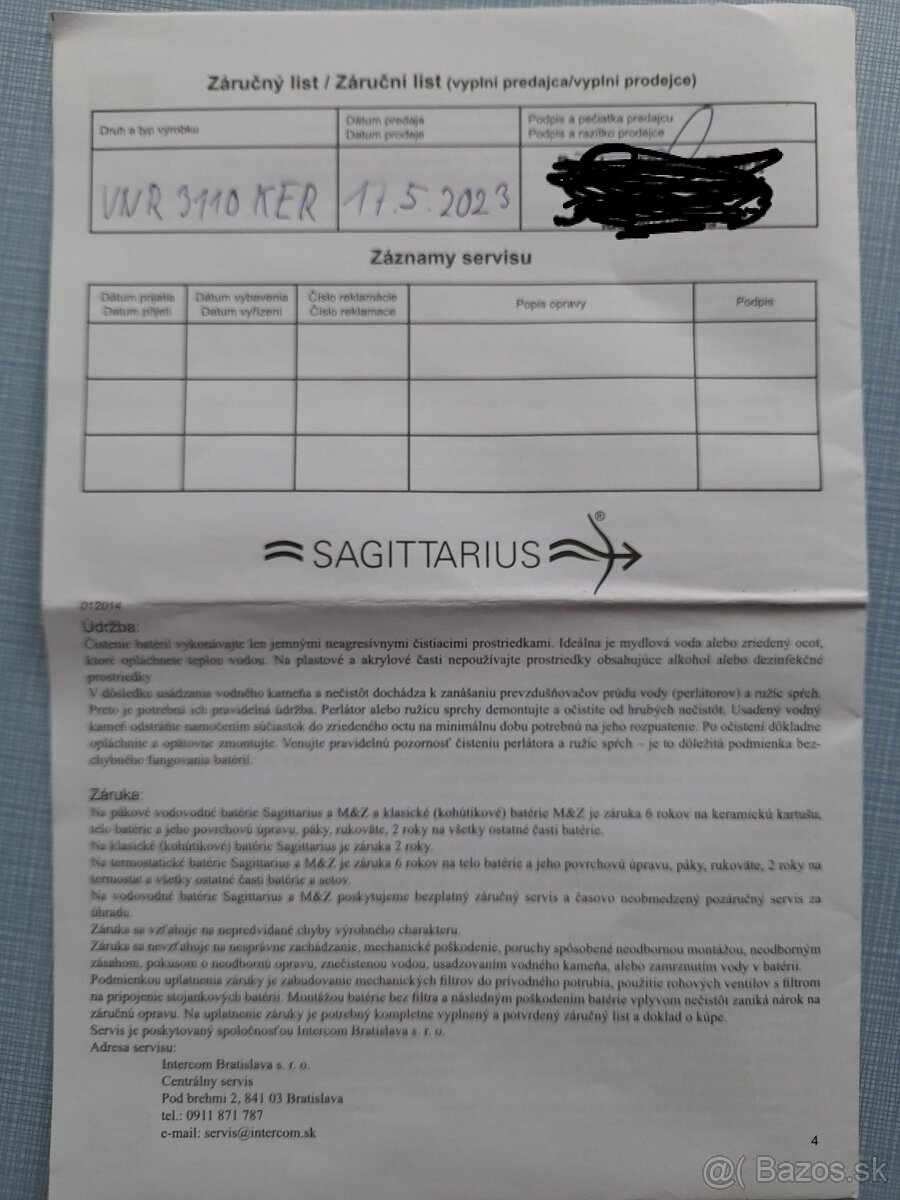 Záručný list / Záruční list (vyplní predajca/vyplní prodejce)
Druh a typ výrobku
Dátum predaja
Datum prodeje
Podpis a pečiatka predajcu
Podpis a razítko prodejce
VNR 3110 KER
17.5.2023
Záznamy servisu
Dátum prijatia
Datum přijetí
Dátum vybavenia
Datum vyřízení
Číslo reklamácie
Číslo reklamace
Popis opravy
Podpis
SAGITTARIUS®
012014
Údržba:
Čistenie batérií vykonávajte len jemnými neagresívnymi čistiacimi prostriedkami. Ideálna je mydlová voda alebo zriedený ocot,
ktoré opláchnete teplou vodou. Na plastové a akrylové časti nepoužívajte prostriedky obsahujúce alkohol alebo dezinfekčné
prostriedky.
V dôsledku usádzania vodného kameňa a nečistôt dochádza k zanášaniu prevzdušňovačov prúdu vody (perlátorov) a ružíc spŕch.
Preto je potrebná ich pravidelná údržba. Perlátor alebo ružicu sprchy demontujte a očistite od hrubých nečistôt. Usadený vodný
kameň odstráňte namočením súčiastok do zriedeného octu na minimálnu dobu potrebnú na jeho rozpustenie. Po očistení dôkladne
opláchnite a opätovne zmontujte. Venujte pravidelnú pozornosť čisteniu perlátora a ružíc spŕch – je to dôležitá podmienka bez-
chybného fungovania batérií.
Záruka:
Na pákové vodovodné batérie Sagittarius a M&Z a klasické (kohútikové) batérie M&Z je záruka 6 rokov na keramickú kartušu,
telo batérie a jeho povrchovú úpravu, páky, rukoväte, 2 roky na všetky ostatné časti batérie.
Na klasické (kohútikové) batérie Sagittarius je záruka 2 roky.
Na termostatické batérie Sagittarius a M&Z je záruka 6 rokov na telo batérie a jeho povrchovú úpravu, páky, rukoväte, 2 roky na
termostat a všetky ostatné časti batérie a setov.
Na vodovodné batérie Sagittarius a M&Z poskytujeme bezplatný záručný servis a časovo neobmedzený pozáručný servis za
úhradu.
Záruka sa vzťahuje na nepredvídané chyby výrobného charakteru.
Záruka sa nevzťahuje na nesprávne zachádzanie, mechanické poškodenie, poruchy spôsobené neodbornou montážou, neodborným
zásahom, pokusom o neodbornú opravu, znečistenou vodou, usadzovaním vodného kameňa, alebo zamrznutím vody v batérii.
Podmienkou uplatnenia záruky je zabudovanie mechanických filtrov do prívodného potrubia, použitie rohových ventilov s filtrom
na pripojenie stojankových batérií. Montážou batérie bez filtra a následným poškodením batérie vplyvom nečistôt zaniká nárok na
záručnú opravu. Na uplatnenie záruky je potrebný kompletne vyplnený a potvrdený záručný list a doklad o kúpe.
Servis je poskytovaný spoločnosťou Intercom Bratislava s. r. o.
Adresa servisu:
Intercom Bratislava s. r. o.
Centrálny servis
Pod brehmi 2, 841 03 Bratislava
tel.: 0911 871 787
e-mail: servis@intercom.sk
4
@( Bazos.sk